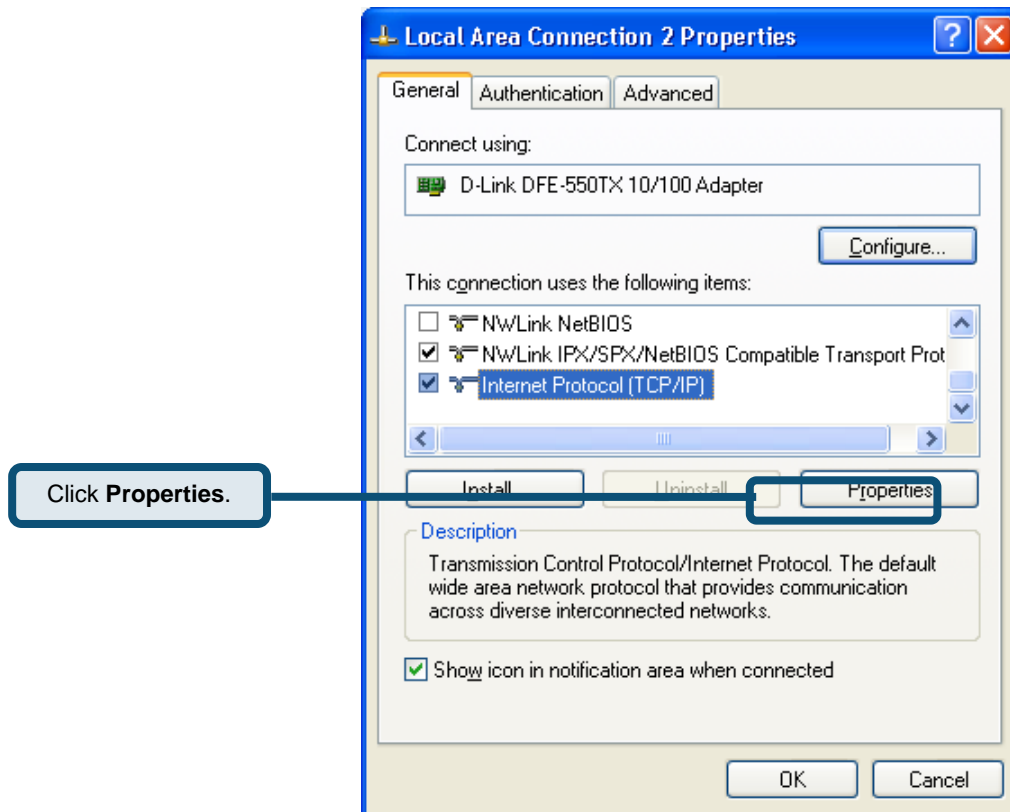 Local Area Connection 2 Properties
General Authentication Advanced
Connect using:
D-Link DFE-550TX 10/100 Adapter
Configure...
This connection uses the following items:
NWLink NetBIOS
NWLink IPX/SPX/NetBIOS Compatible Transport Prot
Internet Protocol (TCP/IP)
Click Properties.
Install... Uninstall Properties
Description
Transmission Control Protocol/Internet Protocol. The default
wide area network protocol that provides communication
across diverse interconnected networks.
Show icon in notification area when connected
OK Cancel